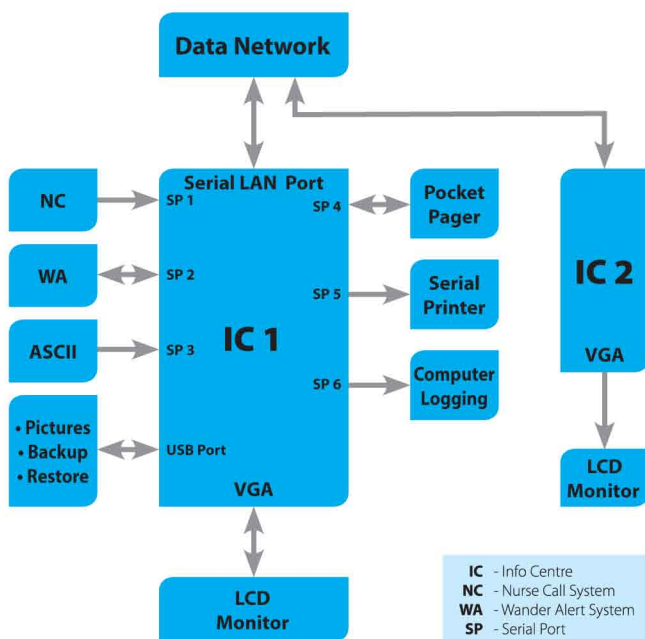 Data Network
Serial LAN Port
NC
SP 1
SP 4
Pocket
Pager
WA
SP 2
SP 5
Serial
Printer
IC 1
IC 2
ASCII
SP 3
SP 6
Computer
Logging
VGA
• Pictures
• Backup
• Restore
USB Port
VGA
LCD
Monitor
LCD
Monitor
IC - Info Centre
NC - Nurse Call System
WA - Wander Alert System
SP - Serial Port